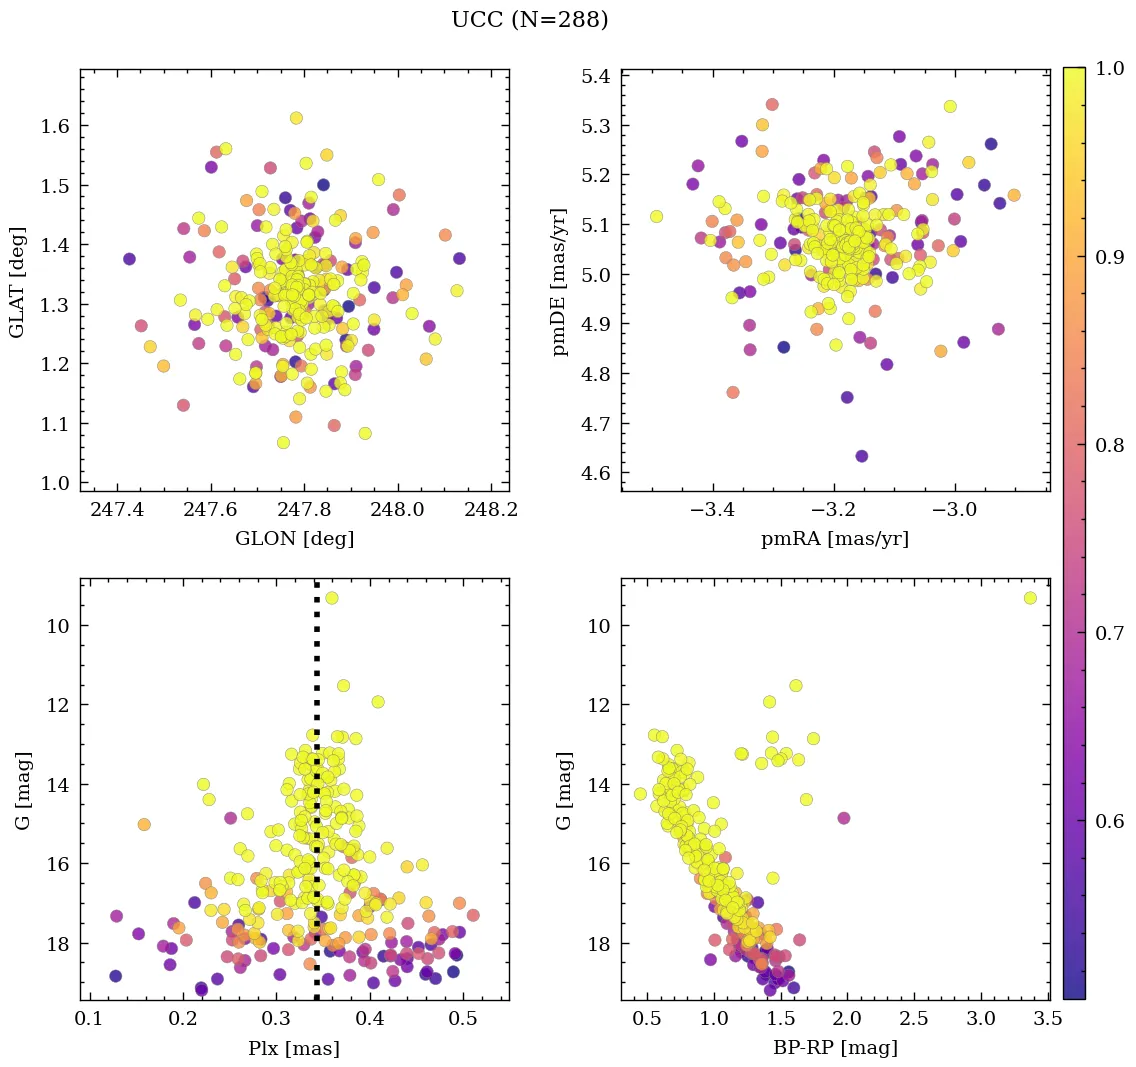 UCC (N=288)
1.6
1.5
1.4
1.3
1.2
1.1
1.0
GLAT [deg]
247.4 247.6 247.8 248.0 248.2
GLON [deg]
5.4
5.3
5.2
5.1
5.0
4.9
4.8
4.7
4.6
pmDE [mas/yr]
−3.4 −3.2 −3.0
pmRA [mas/yr]
1.0
0.9
0.8
0.7
0.6
10
12
14
16
18
G [mag]
0.1 0.2 0.3 0.4 0.5
Plx [mas]
10
12
14
16
18
G [mag]
0.5 1.0 1.5 2.0 2.5 3.0 3.5
BP-RP [mag]